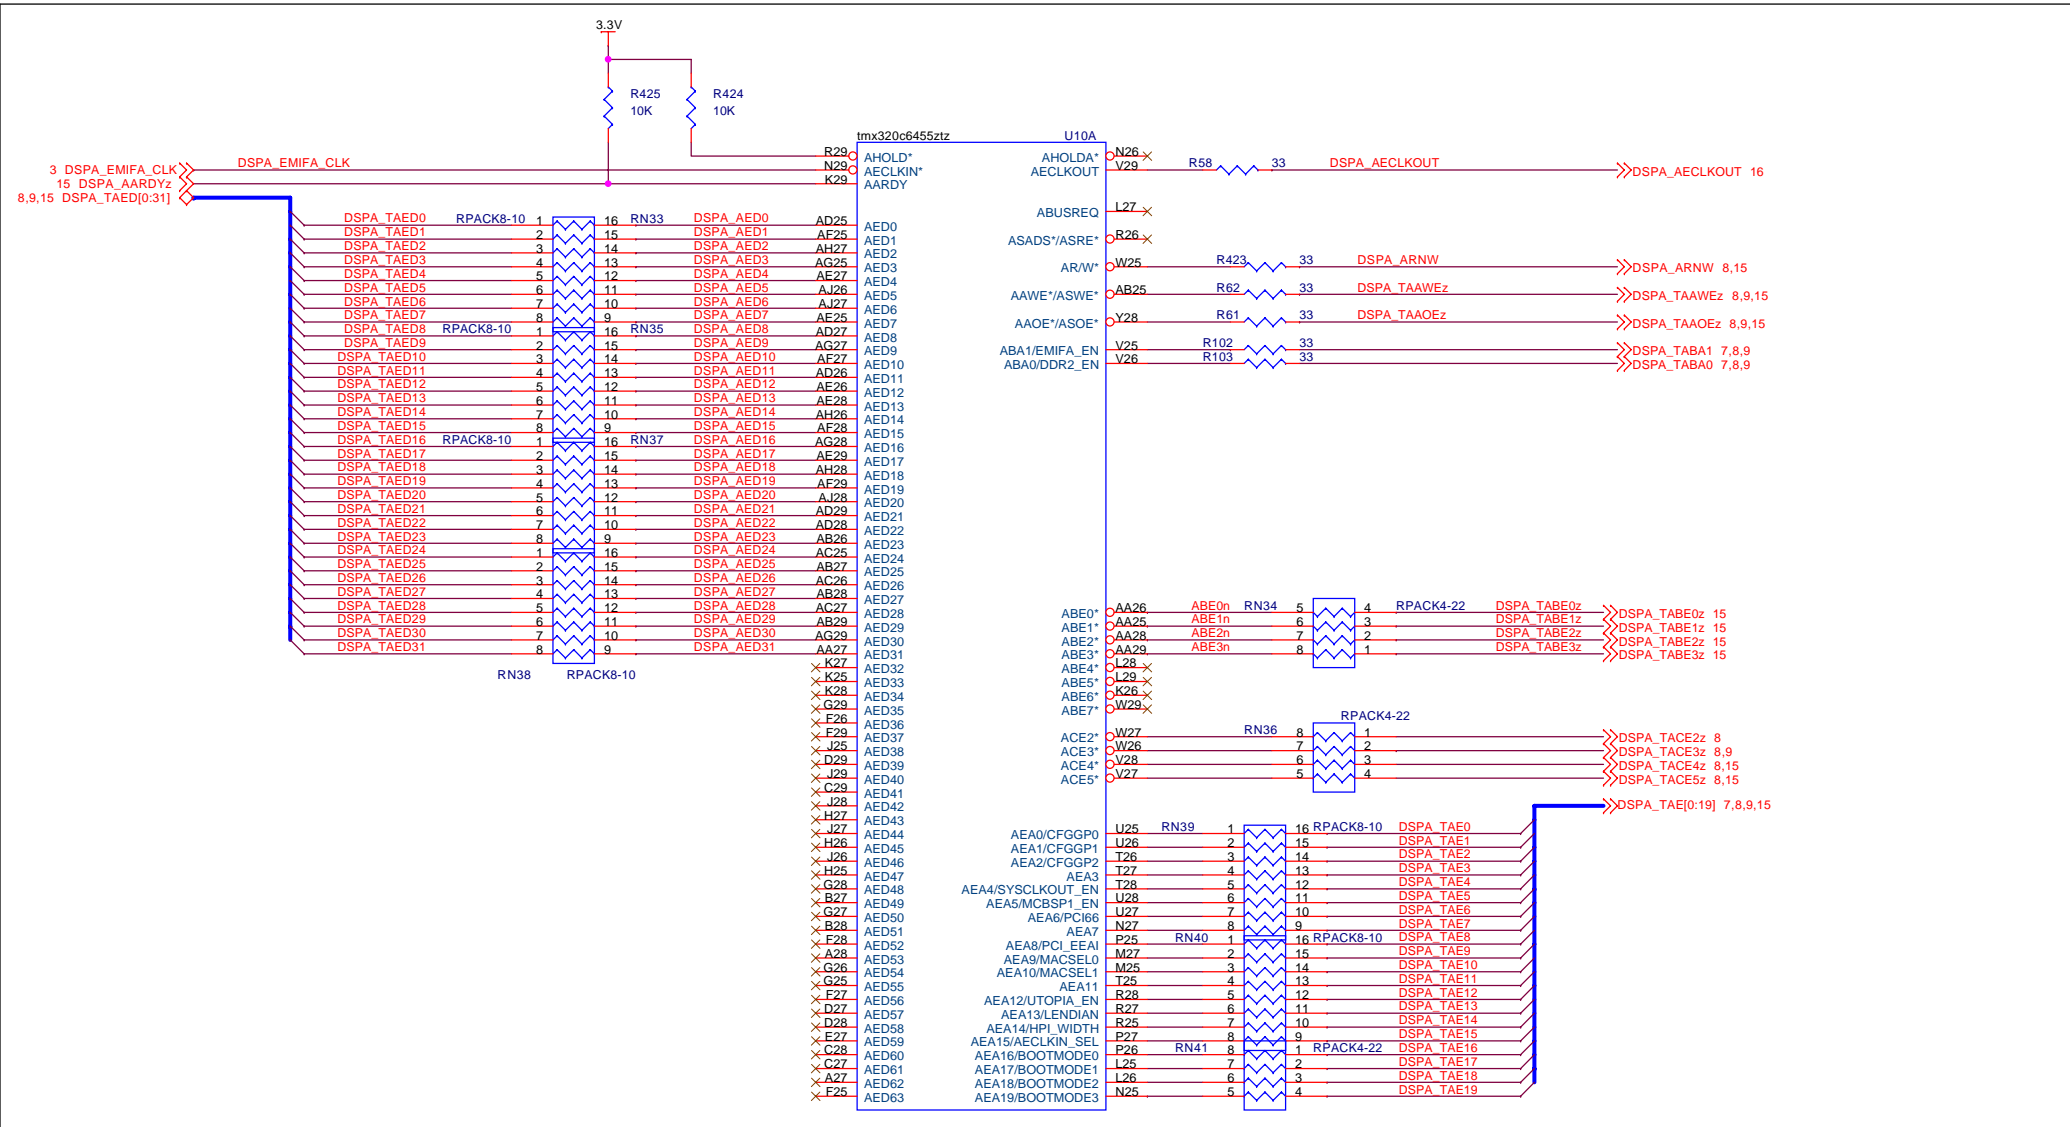 3.3V
R425 R424
10K 10K
tmx320c6455ztz U10A
3 DSPA_EMIFA_CLK DSPA_EMIFA_CLK
15 DSPA_AARDYz
8,9,15 DSPA_TAED[0:31]
R29 AHOLD*
N29 AECLKIN*
K29 AARDY
DSPA_TAED0 RPACK8-10 1 16 RN33 DSPA_AED0 AD25 AED0
DSPA_TAED1 2 15 DSPA_AED1 AF25 AED1
DSPA_TAED2 3 14 DSPA_AED2 AH27 AED2
DSPA_TAED3 4 13 DSPA_AED3 AG25 AED3
DSPA_TAED4 5 12 DSPA_AED4 AE27 AED4
DSPA_TAED5 6 11 DSPA_AED5 AJ26 AED5
DSPA_TAED6 7 10 DSPA_AED6 AJ27 AED6
DSPA_TAED7 8 9 DSPA_AED7 AE25 AED7
DSPA_TAED8 RPACK8-10 1 16 RN35 DSPA_AED8 AD27 AED8
DSPA_TAED9 2 15 DSPA_AED9 AG27 AED9
DSPA_TAED10 3 14 DSPA_AED10 AF27 AED10
DSPA_TAED11 4 13 DSPA_AED11 AD26 AED11
DSPA_TAED12 5 12 DSPA_AED12 AE26 AED12
DSPA_TAED13 6 11 DSPA_AED13 AE28 AED13
DSPA_TAED14 7 10 DSPA_AED14 AH26 AED14
DSPA_TAED15 8 9 DSPA_AED15 AF28 AED15
DSPA_TAED16 RPACK8-10 1 16 RN37 DSPA_AED16 AG28 AED16
DSPA_TAED17 2 15 DSPA_AED17 AE29 AED17
DSPA_TAED18 3 14 DSPA_AED18 AH28 AED18
DSPA_TAED19 4 13 DSPA_AED19 AF29 AED19
DSPA_TAED20 5 12 DSPA_AED20 AJ28 AED20
DSPA_TAED21 6 11 DSPA_AED21 AD29 AED21
DSPA_TAED22 7 10 DSPA_AED22 AD28 AED22
DSPA_TAED23 8 9 DSPA_AED23 AB26 AED23
DSPA_TAED24 1 16 DSPA_AED24 AC25 AED24
DSPA_TAED25 2 15 DSPA_AED25 AB27 AED25
DSPA_TAED26 3 14 DSPA_AED26 AC26 AED26
DSPA_TAED27 4 13 DSPA_AED27 AB28 AED27
DSPA_TAED28 5 12 DSPA_AED28 AC27 AED28
DSPA_TAED29 6 11 DSPA_AED29 AB29 AED29
DSPA_TAED30 7 10 DSPA_AED30 AG29 AED30
DSPA_TAED31 8 9 DSPA_AED31 AA27 AED31
RN38 RPACK8-10
K27 AED32
K25 AED33
K28 AED34
G29 AED35
F26 AED36
F29 AED37
J25 AED38
D29 AED39
J29 AED40
C29 AED41
J28 AED42
H27 AED43
J27 AED44
H26 AED45
J26 AED46
H25 AED47
G28 AED48
B27 AED49
G27 AED50
B28 AED51
F28 AED52
A28 AED53
G26 AED54
G25 AED55
F27 AED56
D27 AED57
D28 AED58
E27 AED59
C28 AED60
C27 AED61
A27 AED62
F25 AED63
AHOLDA* N26
AECLKOUT V29 R58 33 DSPA_AECLKOUT DSPA_AECLKOUT 16
ABUSREQ L27
ASADS*/ASRE* R26
AR/W* W25 R423 33 DSPA_ARNW DSPA_ARNW 8,15
AAWE*/ASWE* AB25 R62 33 DSPA_TAAWEz DSPA_TAAWEz 8,9,15
AAOE*/ASOE* Y28 R61 33 DSPA_TAAOEz DSPA_TAAOEz 8,9,15
ABA1/EMIFA_EN V25 R102 33 DSPA_TABA1 7,8,9
ABA0/DDR2_EN V26 R103 33 DSPA_TABA0 7,8,9
ABE0* AA26 ABE0n RN34 5 4 RPACK4-22 DSPA_TABE0z DSPA_TABE0z 15
ABE1* AA25 ABE1n 6 3 DSPA_TABE1z DSPA_TABE1z 15
ABE2* AA28 ABE2n 7 2 DSPA_TABE2z DSPA_TABE2z 15
ABE3* AA29 ABE3n 8 1 DSPA_TABE3z DSPA_TABE3z 15
ABE4* L28
ABE5* L29
ABE6* K26
ABE7* W29
RPACK4-22
ACE2* W27 RN36 8 1 DSPA_TACE2z 8
ACE3* W26 7 2 DSPA_TACE3z 8,9
ACE4* V28 6 3 DSPA_TACE4z 8,15
ACE5* V27 5 4 DSPA_TACE5z 8,15
DSPA_TAE[0:19] 7,8,9,15
AEA0/CFGGP0 U25 RN39 1 16 RPACK8-10 DSPA_TAE0
AEA1/CFGGP1 U26 2 15 DSPA_TAE1
AEA2/CFGGP2 T26 3 14 DSPA_TAE2
AEA3 T27 4 13 DSPA_TAE3
AEA4/SYSCLKOUT_EN T28 5 12 DSPA_TAE4
AEA5/MCBSP1_EN U28 6 11 DSPA_TAE5
AEA6/PCI66 U27 7 10 DSPA_TAE6
AEA7 N27 8 9 DSPA_TAE7
AEA8/PCI_EEAI P25 RN40 1 16 RPACK8-10 DSPA_TAE8
AEA9/MACSEL0 M27 2 15 DSPA_TAE9
AEA10/MACSEL1 M25 3 14 DSPA_TAE10
AEA11 T25 4 13 DSPA_TAE11
AEA12/UTOPIA_EN R28 5 12 DSPA_TAE12
AEA13/LENDIAN R27 6 11 DSPA_TAE13
AEA14/HPI_WIDTH R25 7 10 DSPA_TAE14
AEA15/AECLKIN_SEL P27 8 9 DSPA_TAE15
AEA16/BOOTMODE0 P26 RN41 8 1 RPACK4-22 DSPA_TAE16
AEA17/BOOTMODE1 L25 7 2 DSPA_TAE17
AEA18/BOOTMODE2 L26 6 3 DSPA_TAE18
AEA19/BOOTMODE3 N25 5 4 DSPA_TAE19